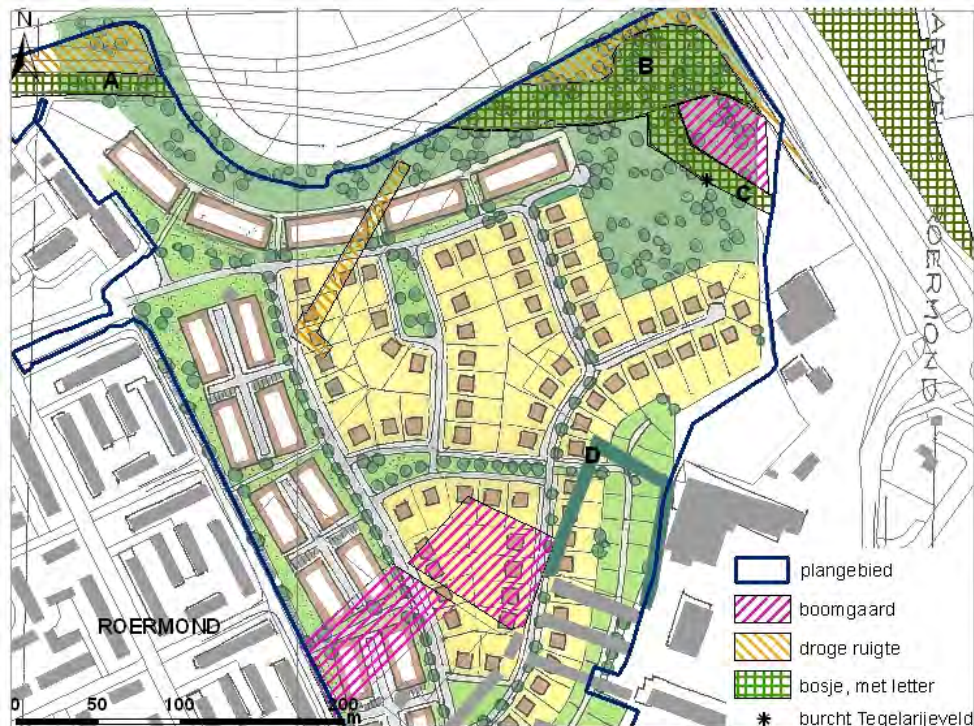 N
A
B
C
D
ROERMOND
ROERMOND
0 50 100 200
m
plangebied
boomgaard
droge ruigte
bosje, met letter
burcht Tegelarijeveld